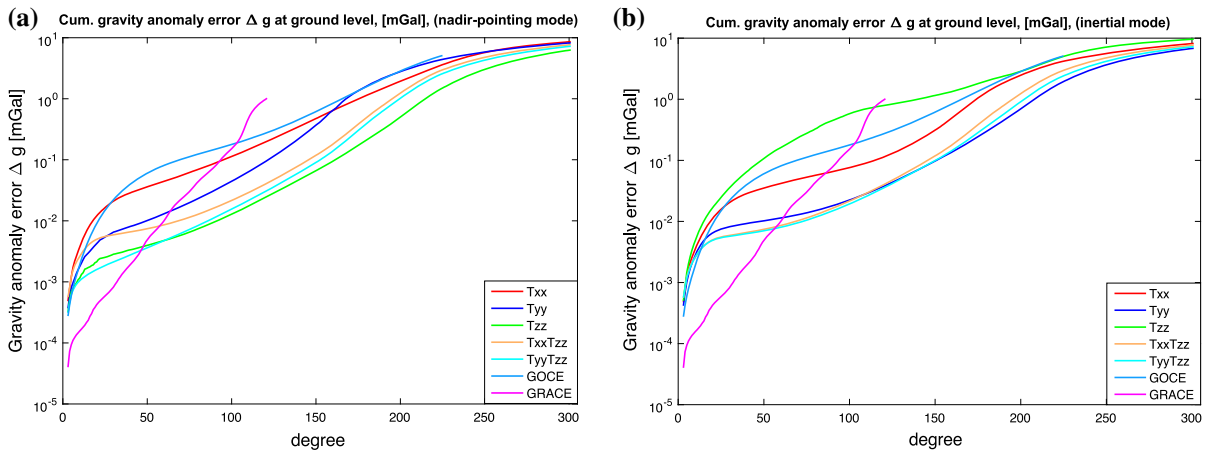 (a)
Cum. gravity anomaly error Δ g at ground level, [mGal], (nadir-pointing mode)
Gravity anomaly error Δ g [mGal]
10^1
10^0
10^-1
10^-2
10^-3
10^-4
10^-5
0 50 100 150 200 250 300
degree
Txx
Tyy
Tzz
TxxTzz
TyyTzz
GOCE
GRACE
(b)
Cum. gravity anomaly error Δ g at ground level, [mGal], (inertial mode)
Gravity anomaly error Δ g [mGal]
10^1
10^0
10^-1
10^-2
10^-3
10^-4
10^-5
0 50 100 150 200 250 300
degree
Txx
Tyy
Tzz
TxxTzz
TyyTzz
GOCE
GRACE